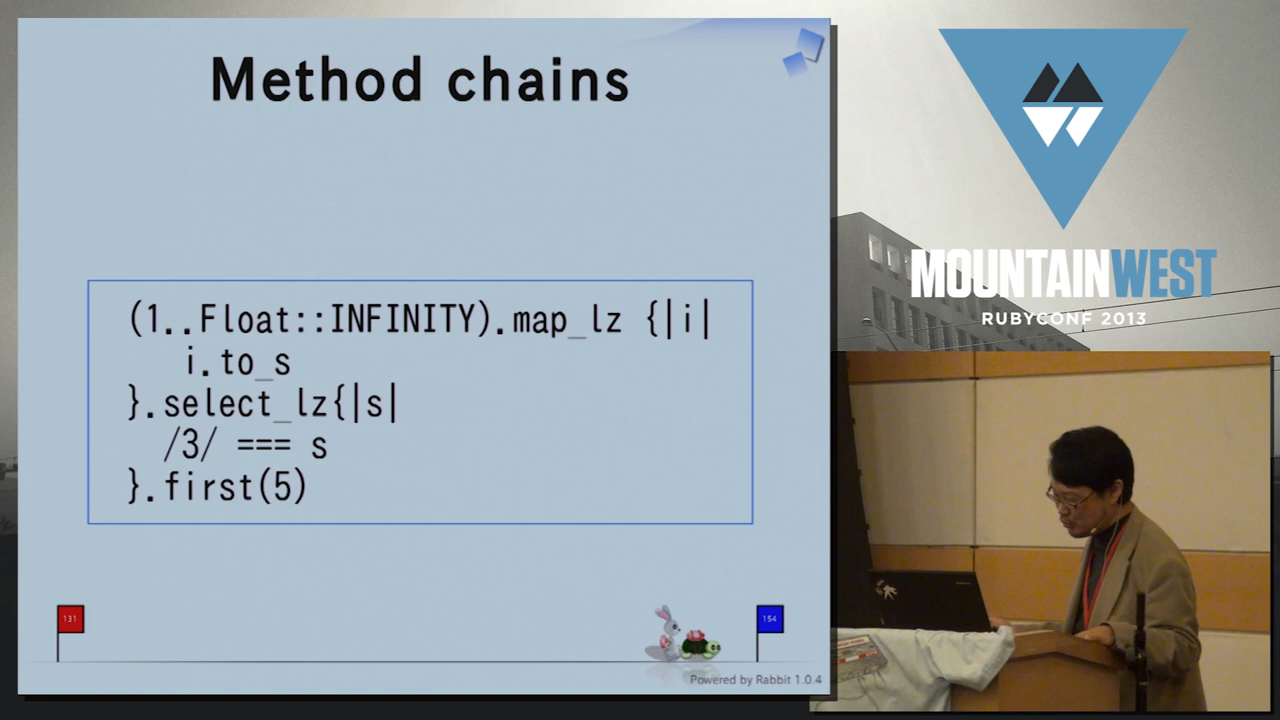 Method chains
(1..Float::INFINITY).map_lz {|i|
i.to_s
}.select_lz{|s|
/3/ === s
}.first(5)
131
154
Powered by Rabbit 1.0.4
MOUNTAINWEST
RUBYCONF 2013